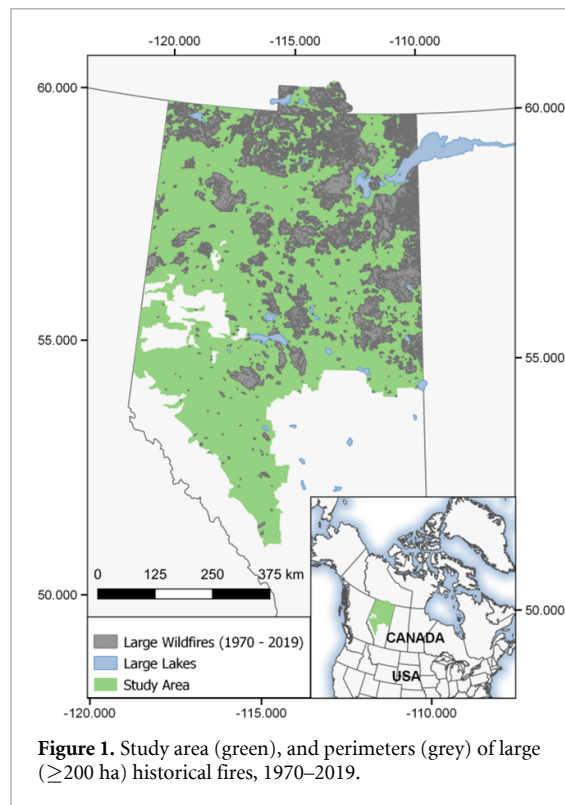 -120.000 -115.000 -110.000
60.000
60.000
55.000
55.000
50.000
50.000
0 125 250 375 km
Large Wildfires (1970 - 2019)
Large Lakes
Study Area
CANADA
USA
-120.000 -115.000 -110.000
Figure 1. Study area (green), and perimeters (grey) of large
(≥200 ha) historical fires, 1970–2019.